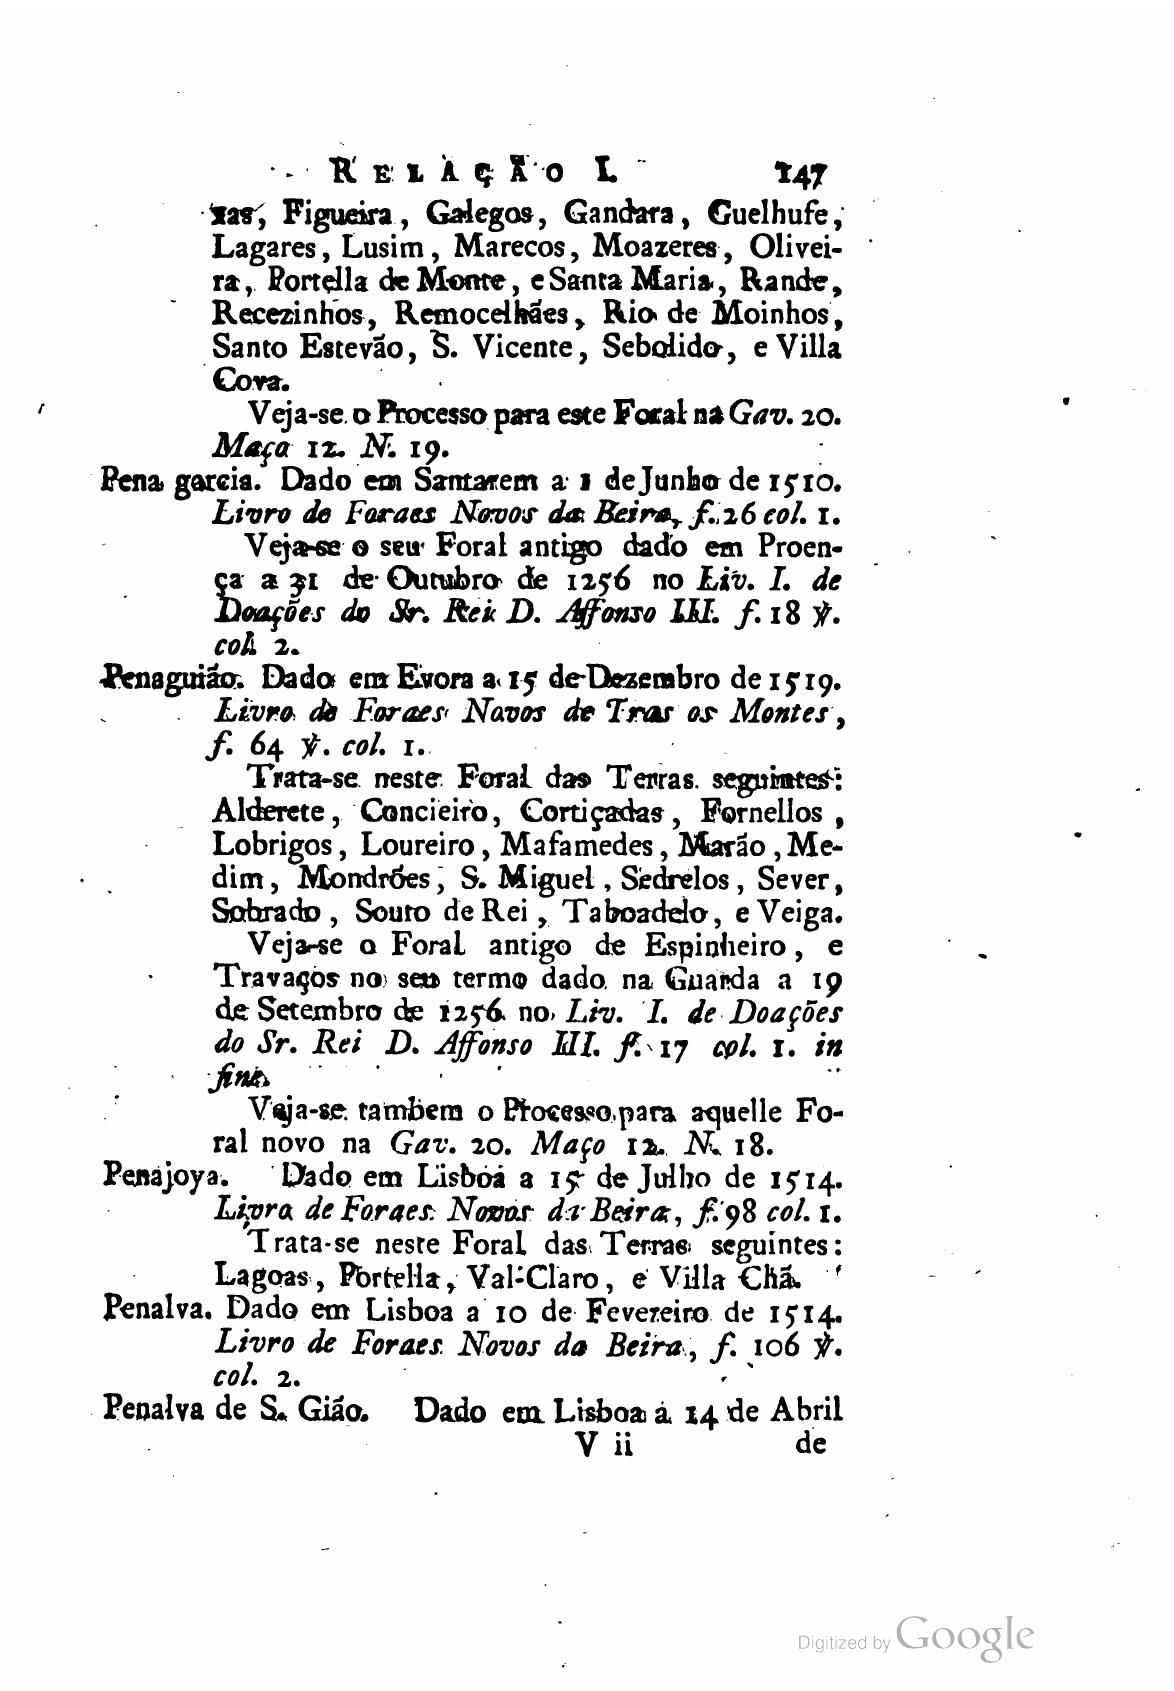 RELAÇÃO I. 147
xas, Figueira, Galegos, Gandara, Guelhufe,
Lagares, Lusim, Marecos, Moazeres, Olivei-
ra, Portella de Monte, e Santa Maria, Rande,
Recezinhos, Remocelhães, Rio de Moinhos,
Santo Estevão, S. Vicente, Sebolido, e Villa
Cova.
Veja-se o Processo para este Foral na Gav. 20.
Maço 12. N. 19.
Pena garcia. Dado em Santarem a 1 de Junho de 1510.
Livro de Foraes Novos da Beira, f. 26 col. 1.
Veja-se o seu Foral antigo dado em Proen-
ça a 31 de Outubro de 1256 no Liv. I. de
Doações do Sr. Rei D. Affonso III. f. 18 ℣.
col. 2.
Penaguião. Dado em Evora a 15 de Dezembro de 1519.
Livro de Foraes Novos de Tras os Montes,
f. 64 ℣. col. 1.
Trata-se neste Foral das Terras seguintes:
Alderete, Concieiro, Cortiçadas, Fornellos,
Lobrigos, Loureiro, Mafamedes, Marão, Me-
dim, Mondrões, S. Miguel, Sedrelos, Sever,
Sobrado, Souto de Rei, Taboadelo, e Veiga.
Veja-se o Foral antigo de Espinheiro, e
Travaços no seu termo dado na Guarda a 19
de Setembro de 1256 no Liv. I. de Doações
do Sr. Rei D. Affonso III. f. 17 col. 1. in
fine.
Veja-se tambem o Processo para aquelle Fo-
ral novo na Gav. 20. Maço 12. N. 18.
Penajoya. Dado em Lisboa a 15 de Julho de 1514.
Livro de Foraes Novos da Beira, f. 98 col. 1.
Trata-se neste Foral das Terras seguintes:
Lagoas, Portella, Val-Claro, e Villa Chã.
Penalva. Dado em Lisboa a 10 de Fevereiro de 1514.
Livro de Foraes Novos da Beira, f. 106 ℣.
col. 2.
Penalva de S. Gião. Dado em Lisboa a 14 de Abril
V ii de
Digitized by Google